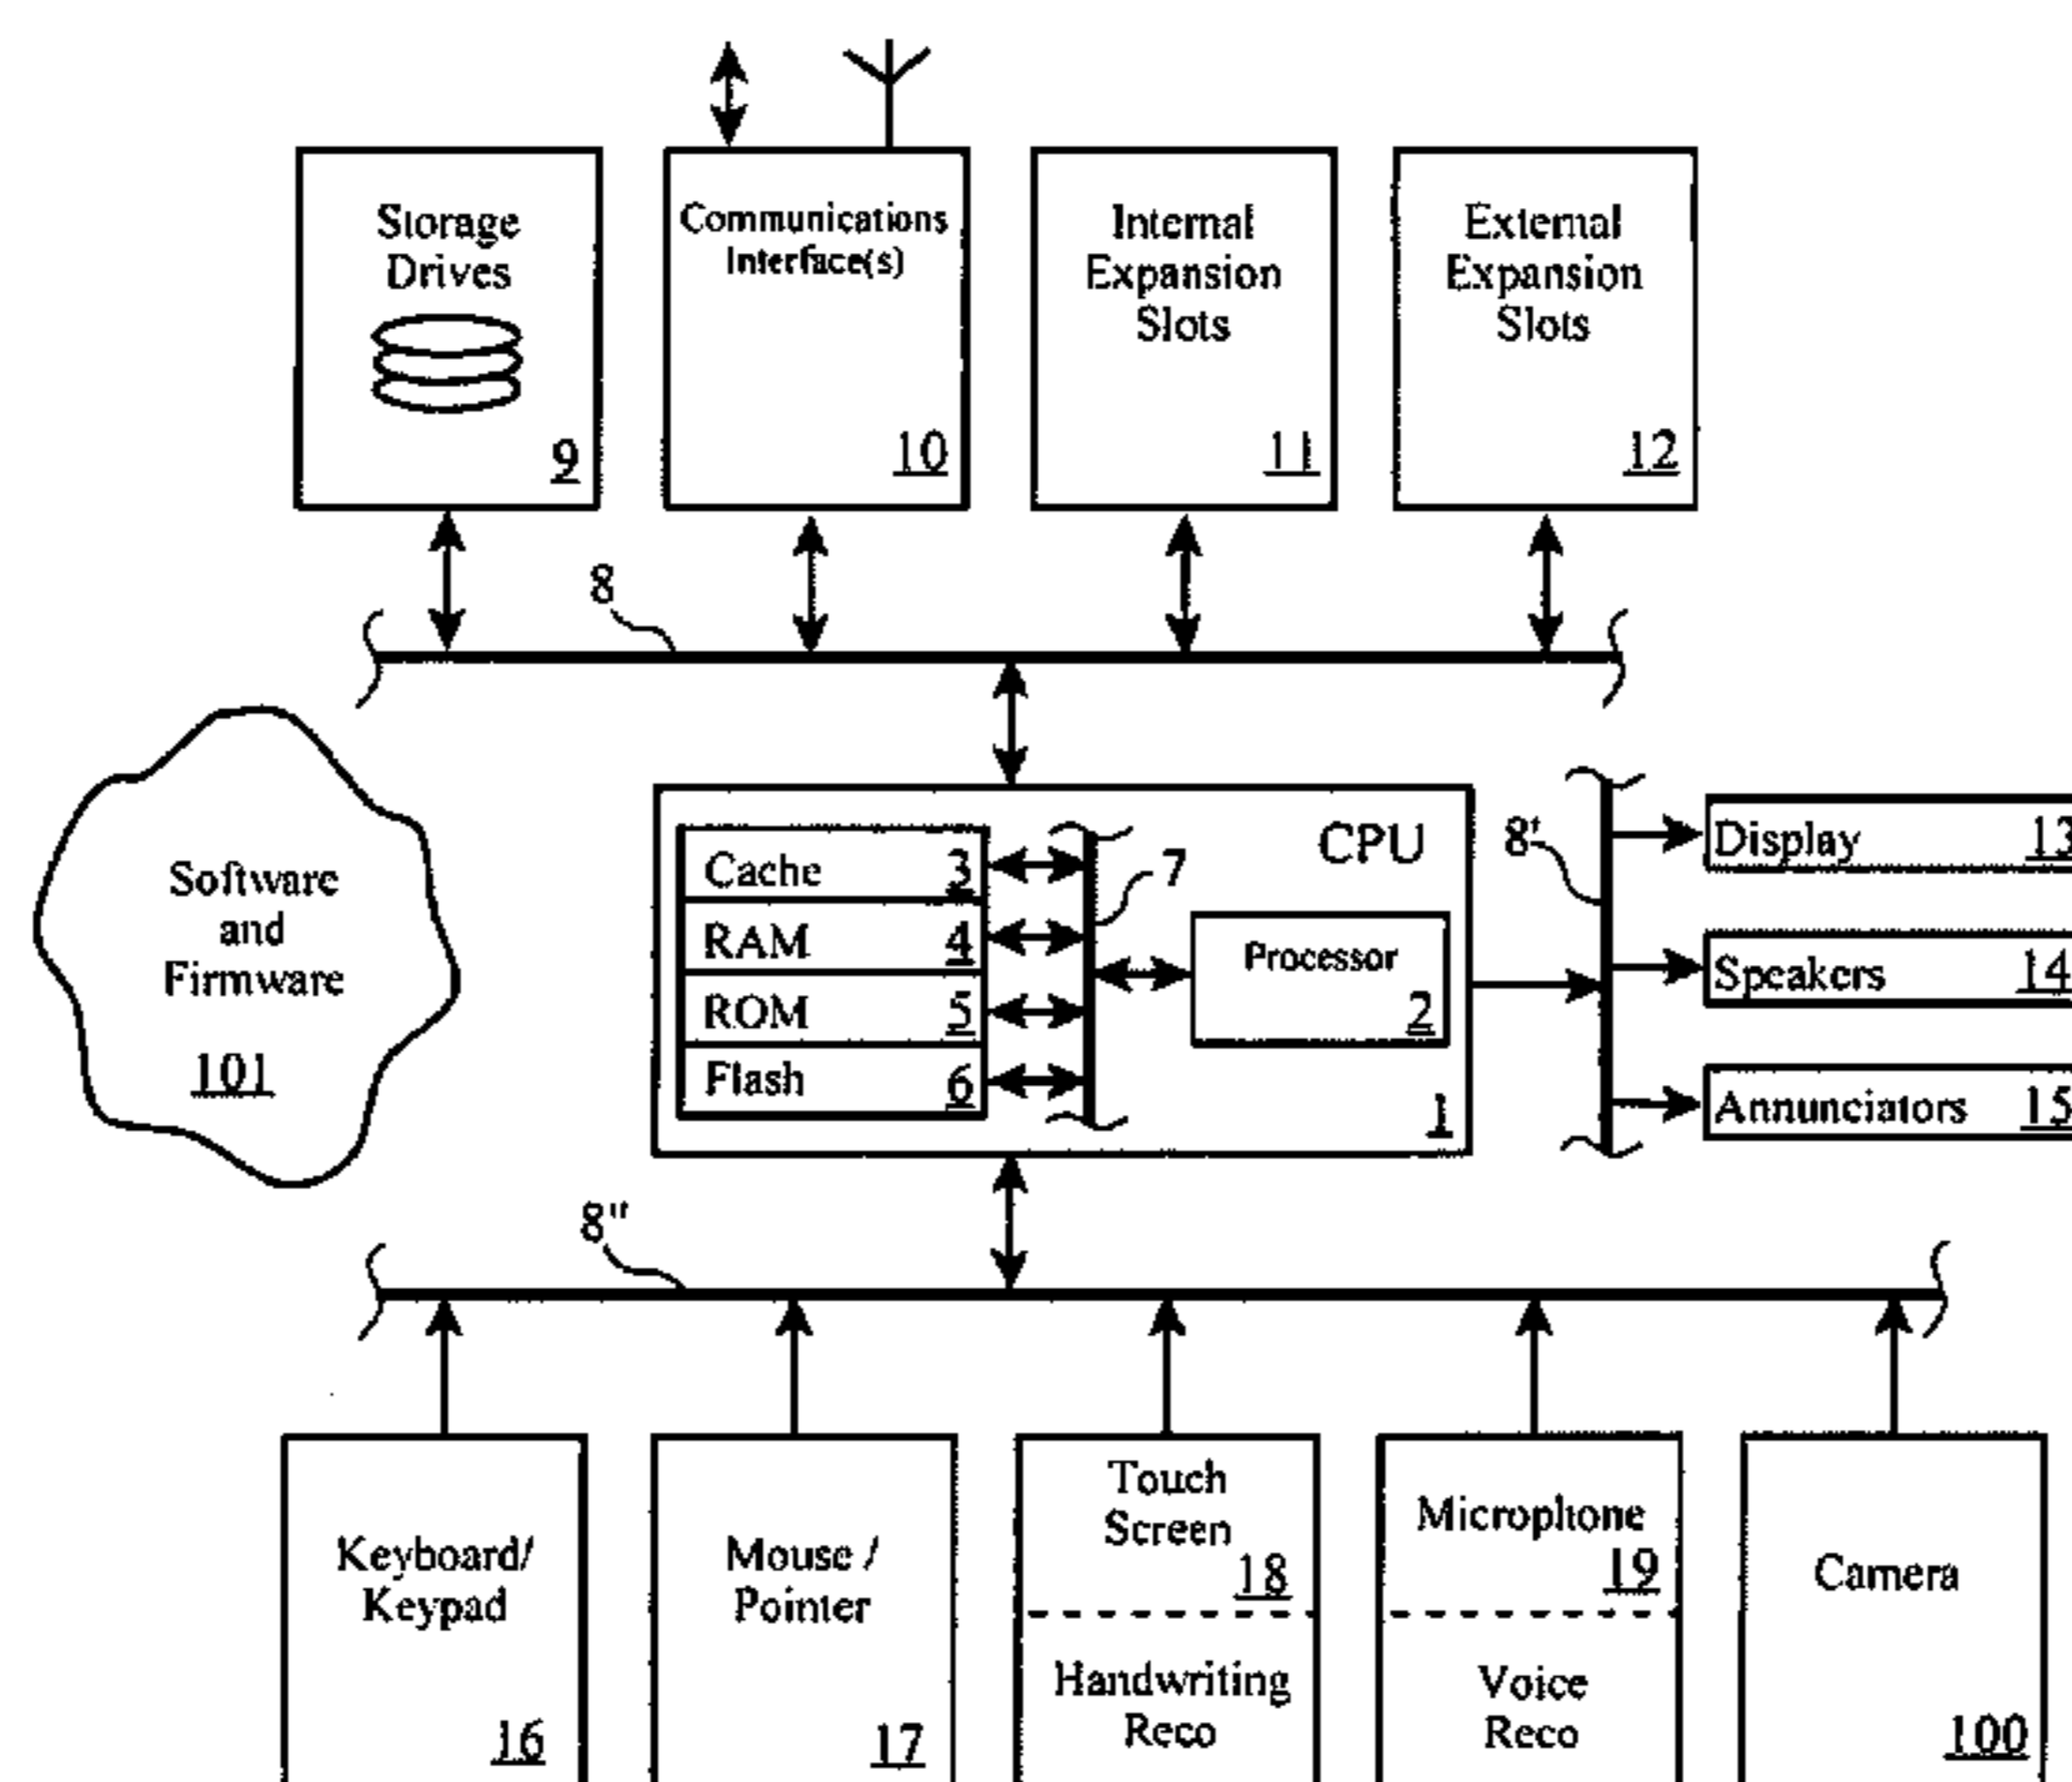 Storage
Drives
9
Communications
Interface(s)
10
Internal
Expansion
Slots
11
External
Expansion
Slots
12
8
Software
and
Firmware
101
CPU
Cache 3
RAM 4
ROM 5
Flash 6
7
Processor
2
1
8'
Display 13
Speakers 14
Annunciators 15
8"
Keyboard/
Keypad
16
Mouse /
Pointer
17
Touch
Screen
18
Handwriting
Reco
Microphone
19
Voice
Reco
Camera
100